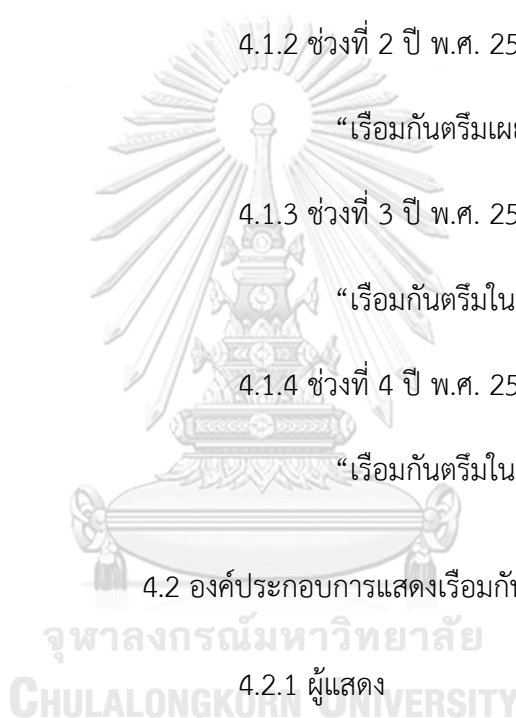 4.1.2 ช่วงที่ 2 ปี พ.ศ. 25
“เรือมกันตรึมเผย
4.1.3 ช่วงที่ 3 ปี พ.ศ. 25
“เรือมกันตรึมใน
4.1.4 ช่วงที่ 4 ปี พ.ศ. 25
“เรือมกันตรึมใน
4.2 องค์ประกอบการแสดงเรือมกัน
จุฬาลงกรณ์มหาวิทยาลัย
4.2.1 ผู้แสดง
CHULALONGKORN UNIVERSITY